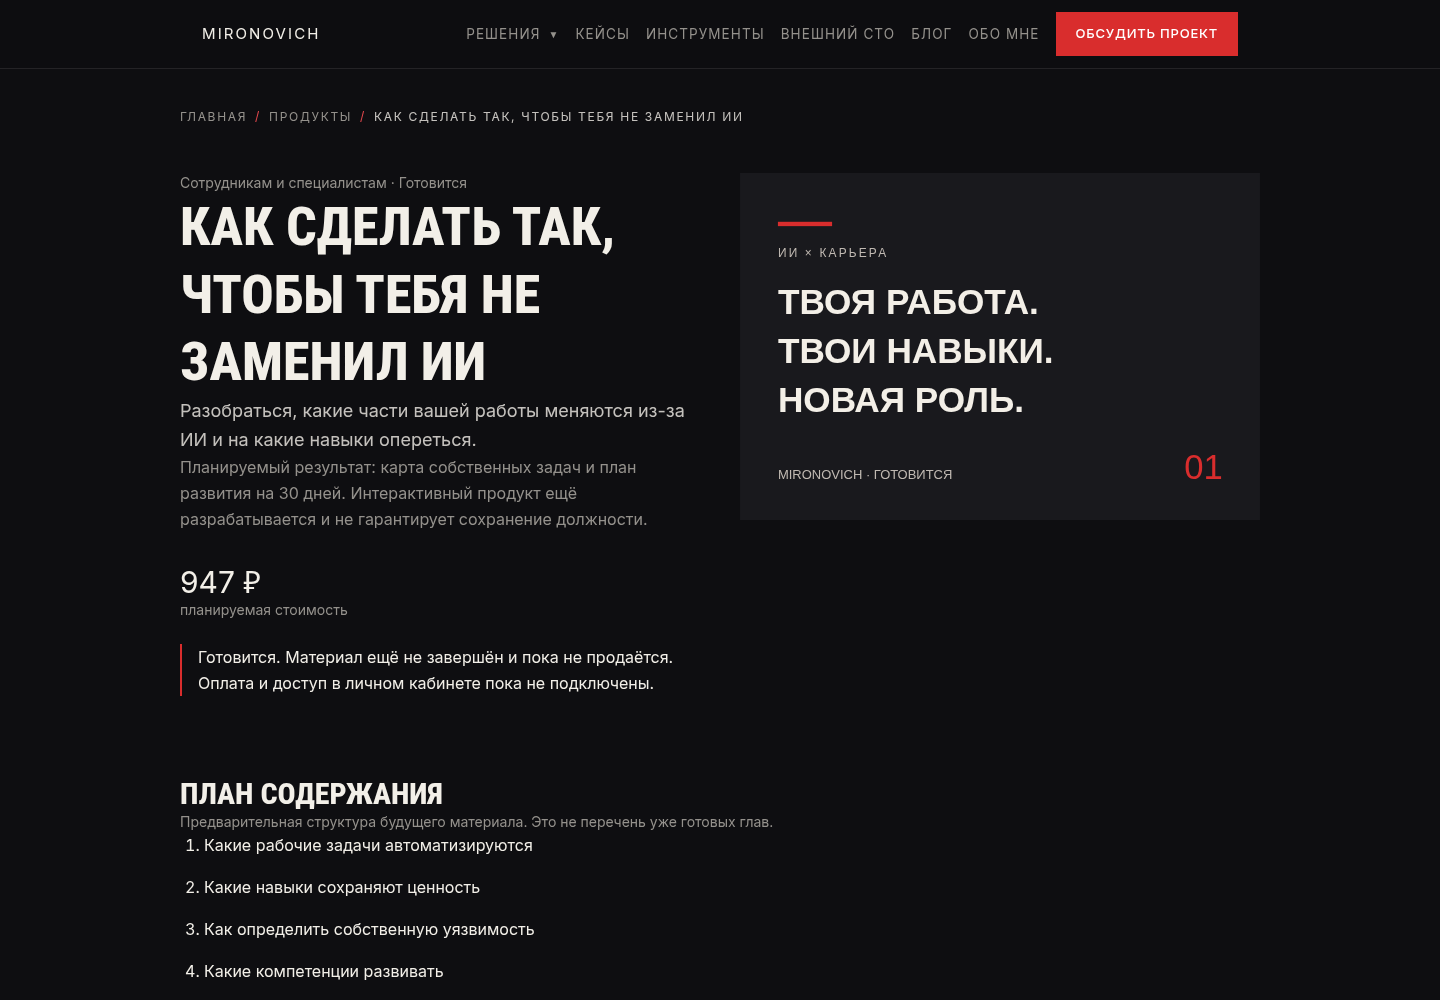 MIRONOVICH
РЕШЕНИЯ ▾ КЕЙСЫ ИНСТРУМЕНТЫ ВНЕШНИЙ СТО БЛОГ ОБО МНЕ ОБСУДИТЬ ПРОЕКТ
ГЛАВНАЯ / ПРОДУКТЫ / КАК СДЕЛАТЬ ТАК, ЧТОБЫ ТЕБЯ НЕ ЗАМЕНИЛ ИИ
Сотрудникам и специалистам · Готовится
КАК СДЕЛАТЬ ТАК,
ЧТОБЫ ТЕБЯ НЕ
ЗАМЕНИЛ ИИ
Разобраться, какие части вашей работы меняются из-за
ИИ и на какие навыки опереться.
Планируемый результат: карта собственных задач и план
развития на 30 дней. Интерактивный продукт ещё
разрабатывается и не гарантирует сохранение должности.
947 ₽
планируемая стоимость
Готовится. Материал ещё не завершён и пока не продаётся.
Оплата и доступ в личном кабинете пока не подключены.
ИИ × КАРЬЕРА
ТВОЯ РАБОТА.
ТВОИ НАВЫКИ.
НОВАЯ РОЛЬ.
MIRONOVICH · ГОТОВИТСЯ
01
ПЛАН СОДЕРЖАНИЯ
Предварительная структура будущего материала. Это не перечень уже готовых глав.
1. Какие рабочие задачи автоматизируются
2. Какие навыки сохраняют ценность
3. Как определить собственную уязвимость
4. Какие компетенции развивать